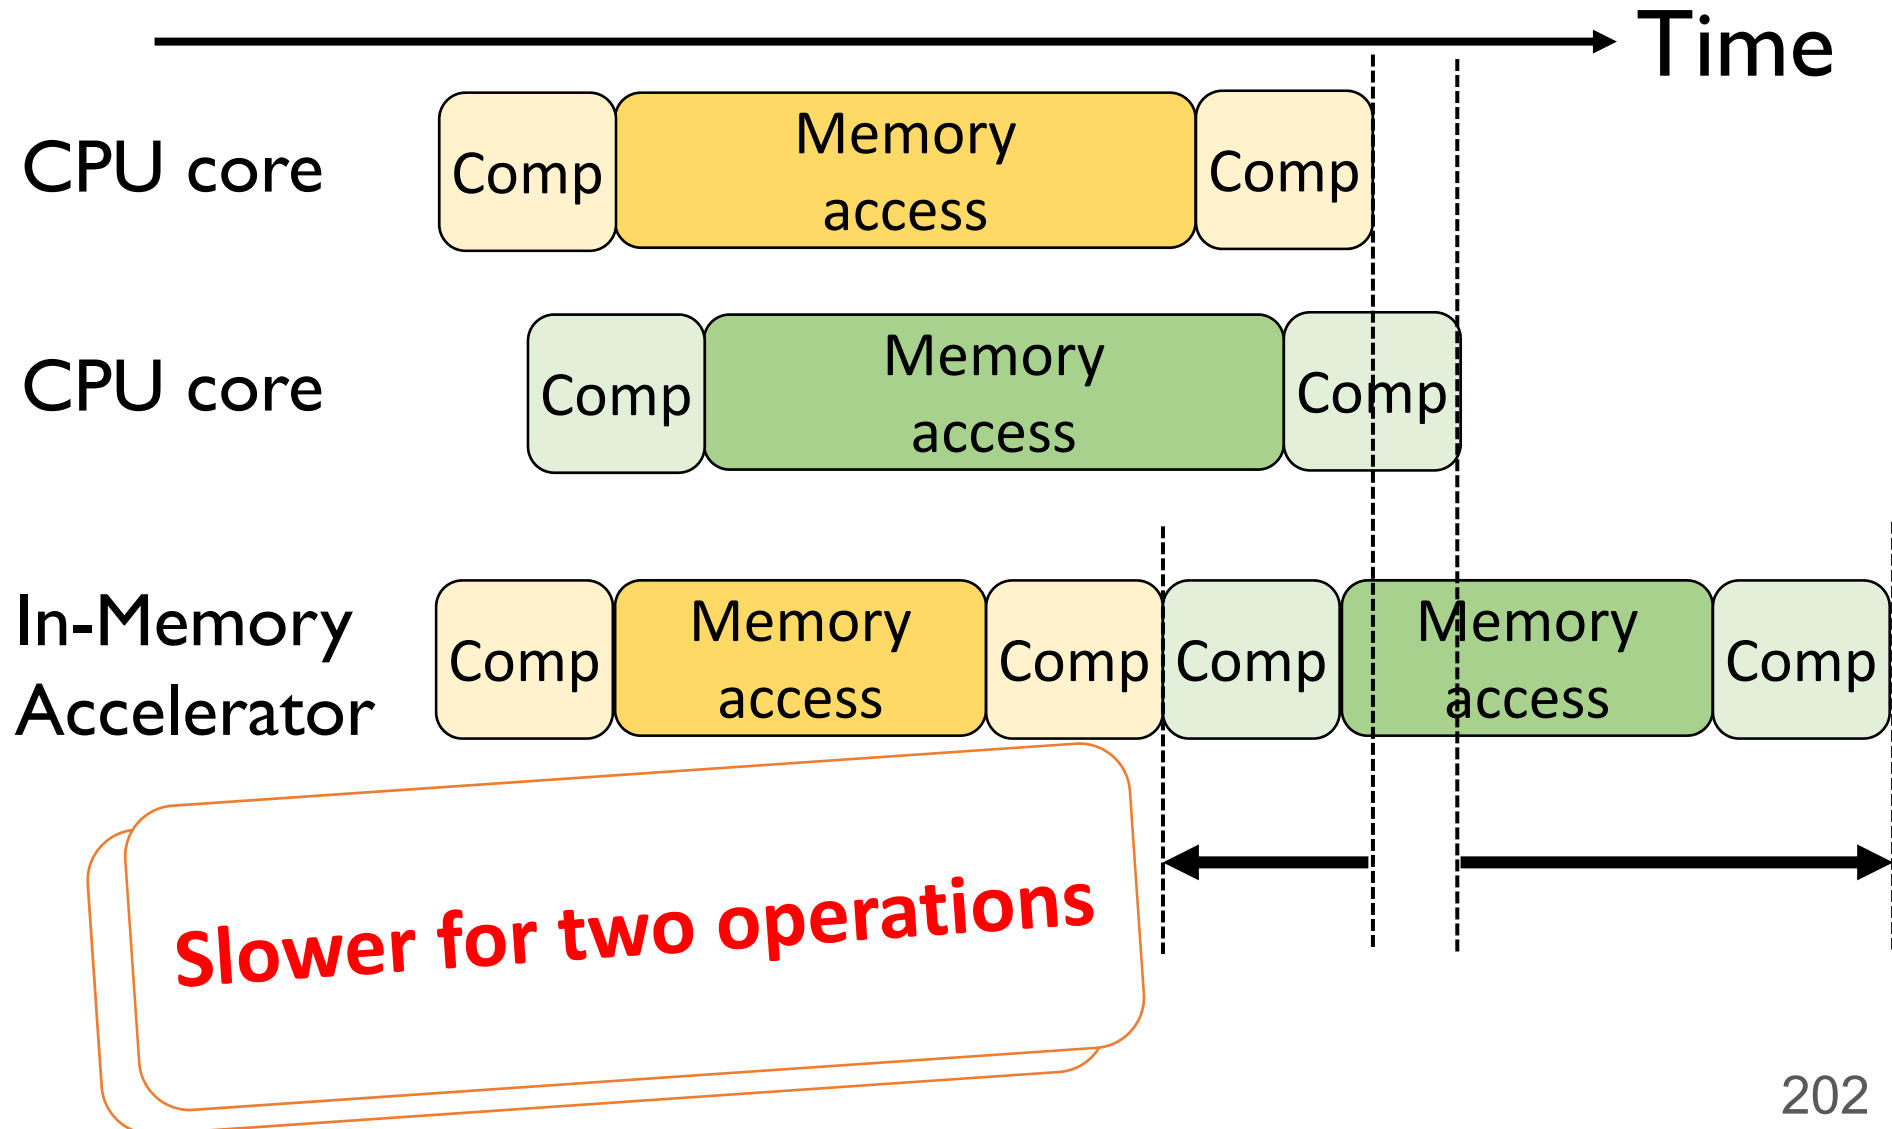 Time
CPU core
Comp
Memory
access
Comp
CPU core
Comp
Memory
access
Comp
In-Memory
Accelerator
Comp
Memory
access
Comp
Comp
Memory
access
Comp
Slower for two operations
202